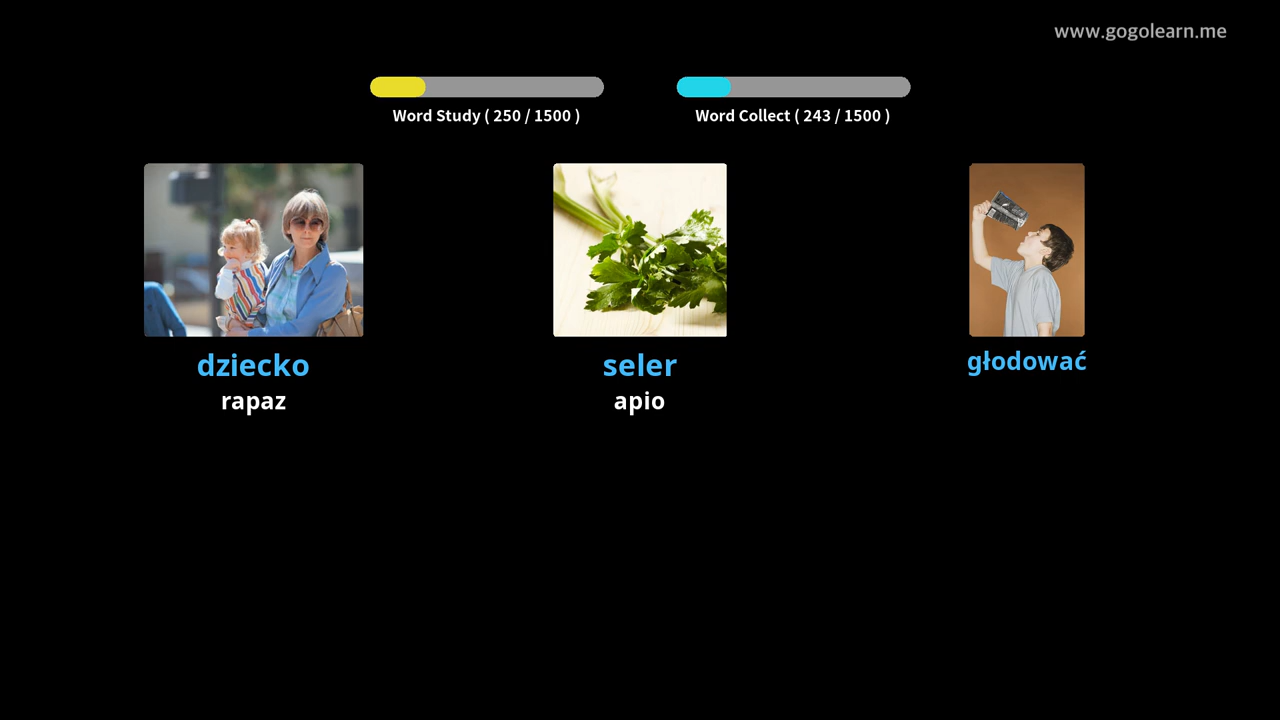 www.gogolearn.me
Word Study ( 250 / 1500 )
Word Collect ( 243 / 1500 )
dziecko
rapaz
seler
apio
głodować